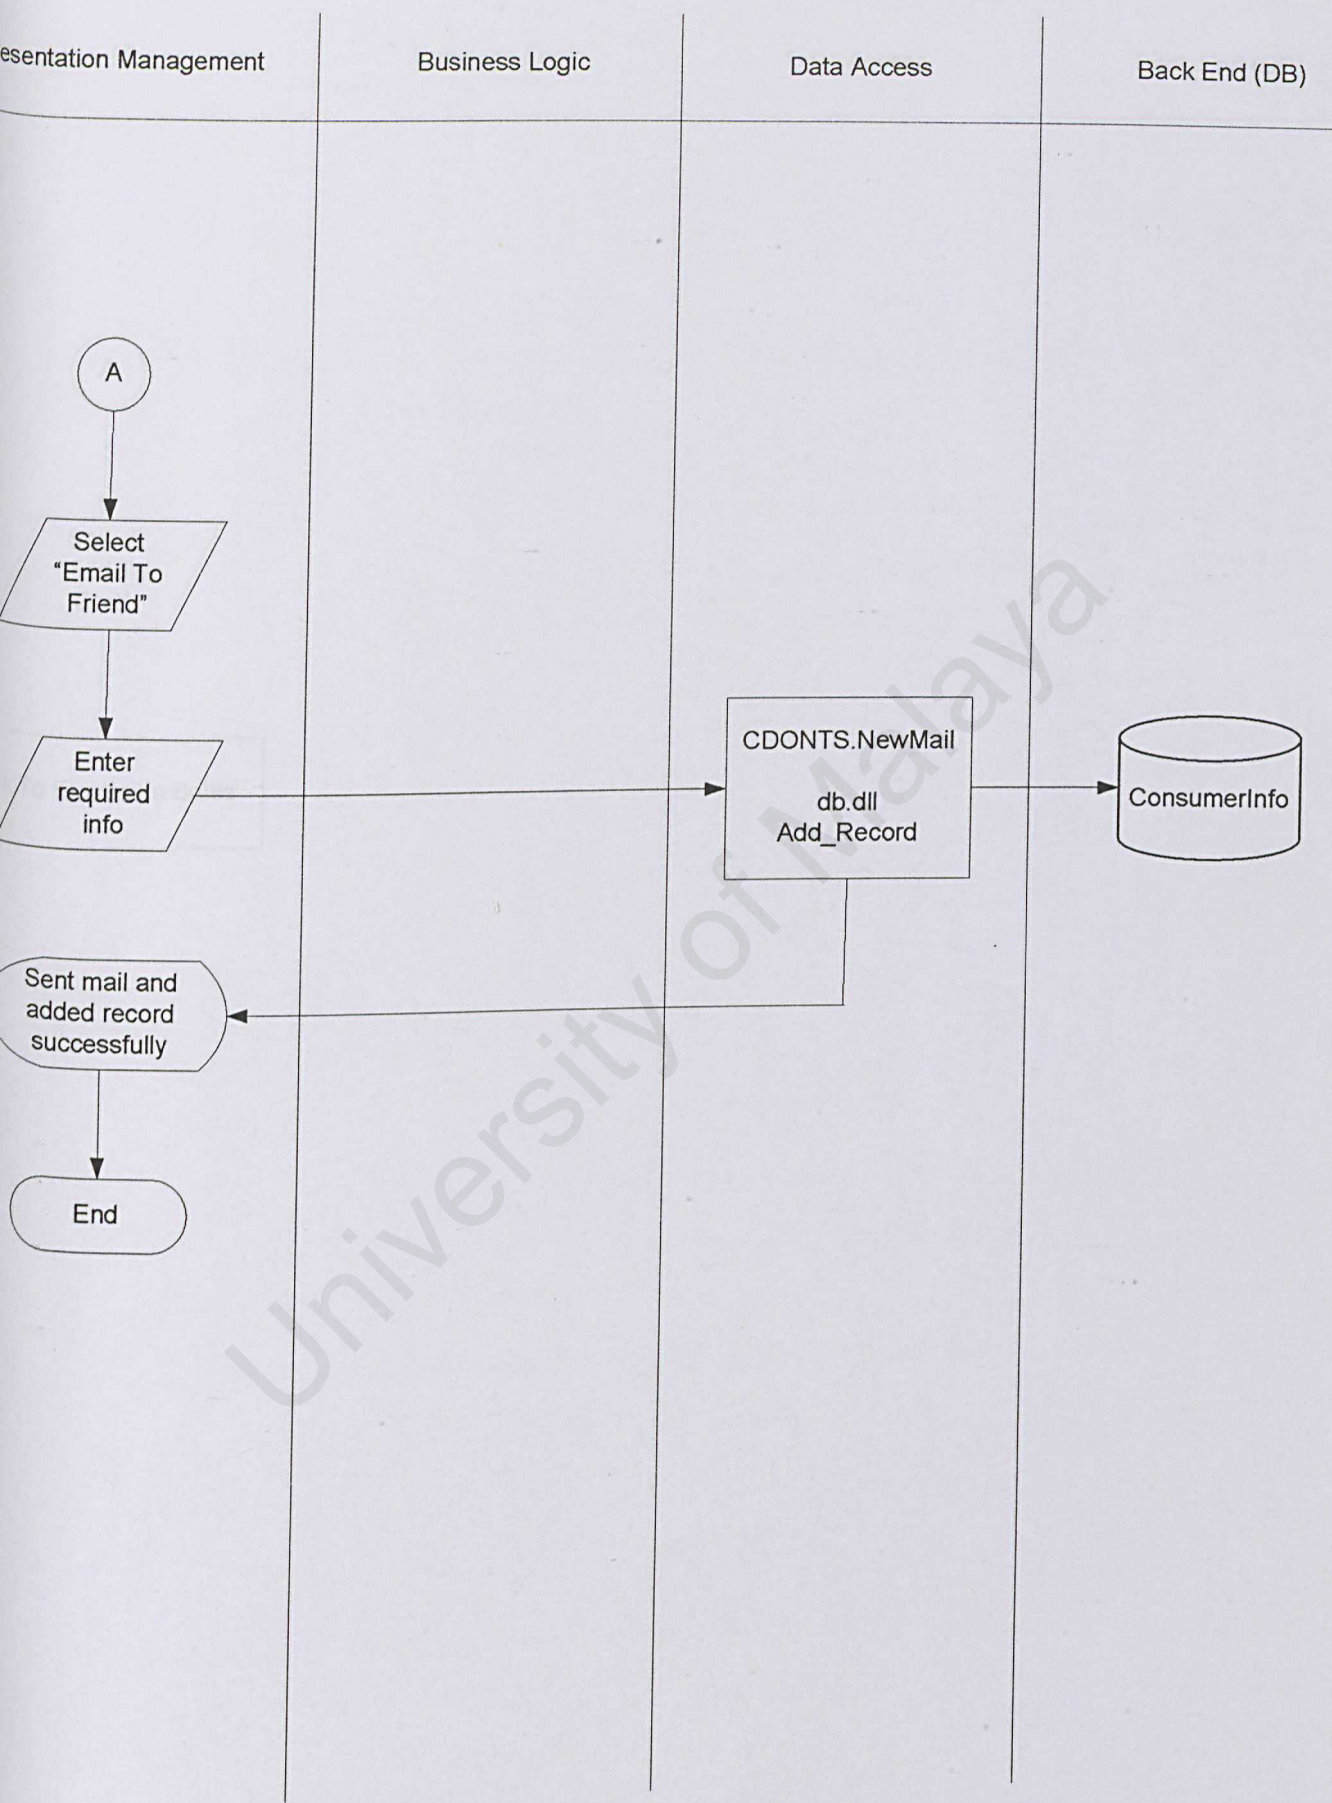 esentation Management
Business Logic
Data Access
Back End (DB)
A
Select
"Email To
Friend"
Enter
required
info
CDONTS.NewMail
db.dll
Add_Record
ConsumerInfo
Sent mail and
added record
successfully
End
University of Malaya